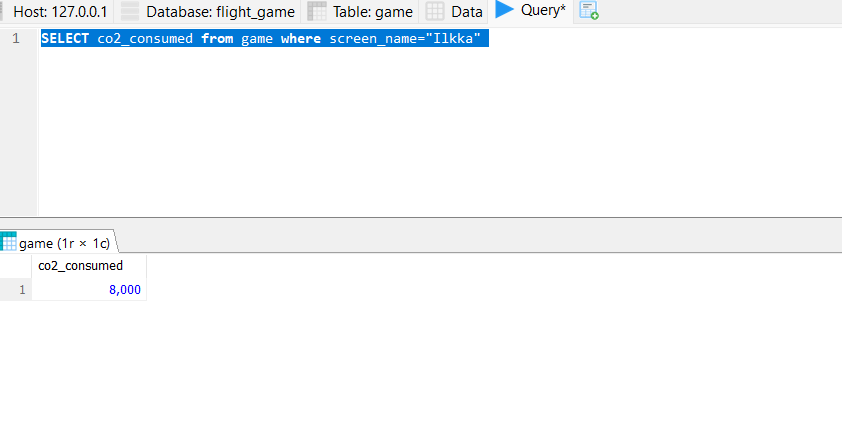 Host: 127.0.0.1 Database: flight_game Table: game Data Query*
1 SELECT co2_consumed from game where screen_name="Ilkka"
game (1r × 1c)
co2_consumed
1 8,000